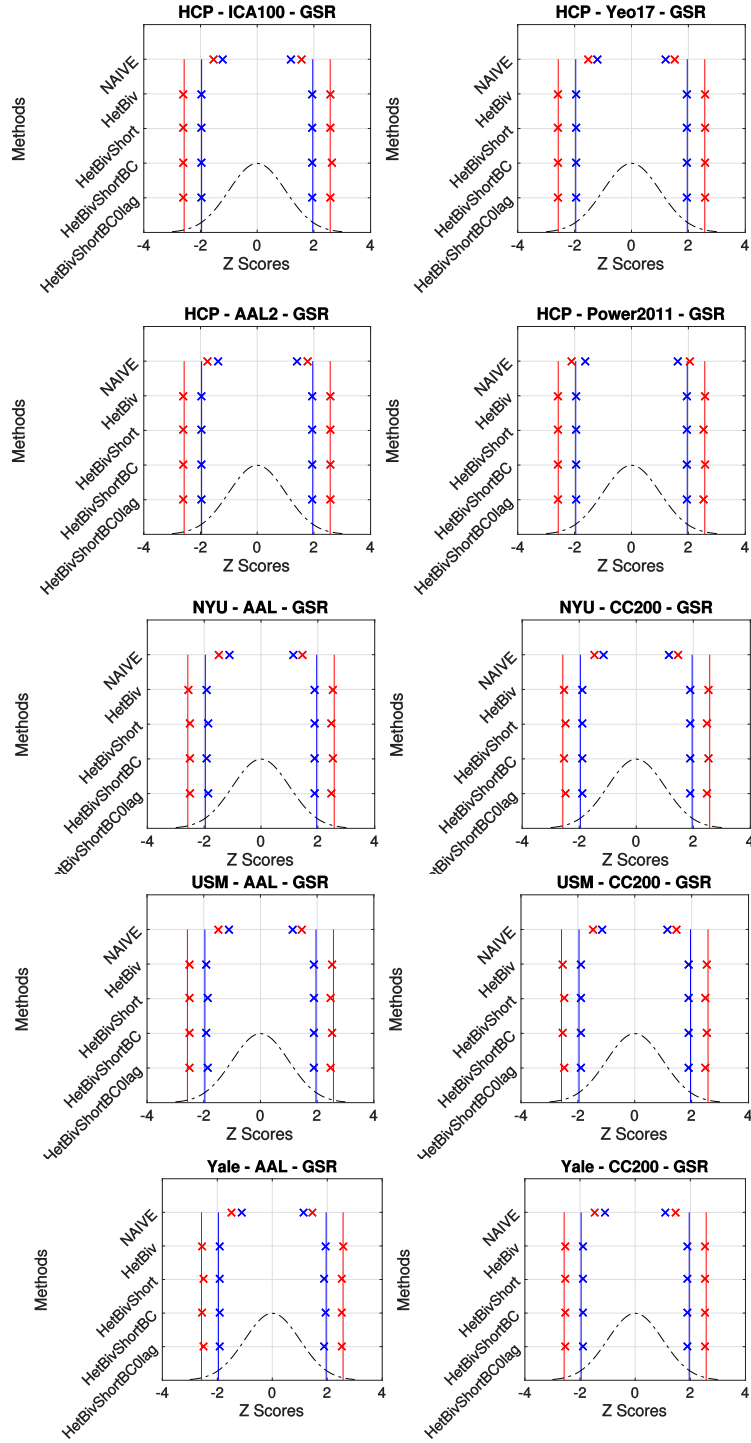 HCP - ICA100 - GSR
Methods
NAIVE
HetBiv
HetBivShort
HetBivShortBC
HetBivShortBC0lag
-4 -2 0 2 4
Z Scores
HCP - Yeo17 - GSR
Methods
NAIVE
HetBiv
HetBivShort
HetBivShortBC
HetBivShortBC0lag
-4 -2 0 2 4
Z Scores
HCP - AAL2 - GSR
Methods
NAIVE
HetBiv
HetBivShort
HetBivShortBC
HetBivShortBC0lag
-4 -2 0 2 4
Z Scores
HCP - Power2011 - GSR
Methods
NAIVE
HetBiv
HetBivShort
HetBivShortBC
HetBivShortBC0lag
-4 -2 0 2 4
Z Scores
NYU - AAL - GSR
Methods
NAIVE
HetBiv
HetBivShort
HetBivShortBC
etBivShortBC0lag
-4 -2 0 2 4
Z Scores
NYU - CC200 - GSR
Methods
NAIVE
HetBiv
HetBivShort
HetBivShortBC
etBivShortBC0lag
-4 -2 0 2 4
Z Scores
USM - AAL - GSR
Methods
NAIVE
HetBiv
HetBivShort
HetBivShortBC
HetBivShortBC0lag
-4 -2 0 2 4
Z Scores
USM - CC200 - GSR
Methods
NAIVE
HetBiv
HetBivShort
HetBivShortBC
HetBivShortBC0lag
-4 -2 0 2 4
Z Scores
Yale - AAL - GSR
Methods
NAIVE
HetBiv
HetBivShort
HetBivShortBC
HetBivShortBC0lag
-4 -2 0 2 4
Z Scores
Yale - CC200 - GSR
Methods
NAIVE
HetBiv
HetBivShort
HetBivShortBC
HetBivShortBC0lag
-4 -2 0 2 4
Z Scores